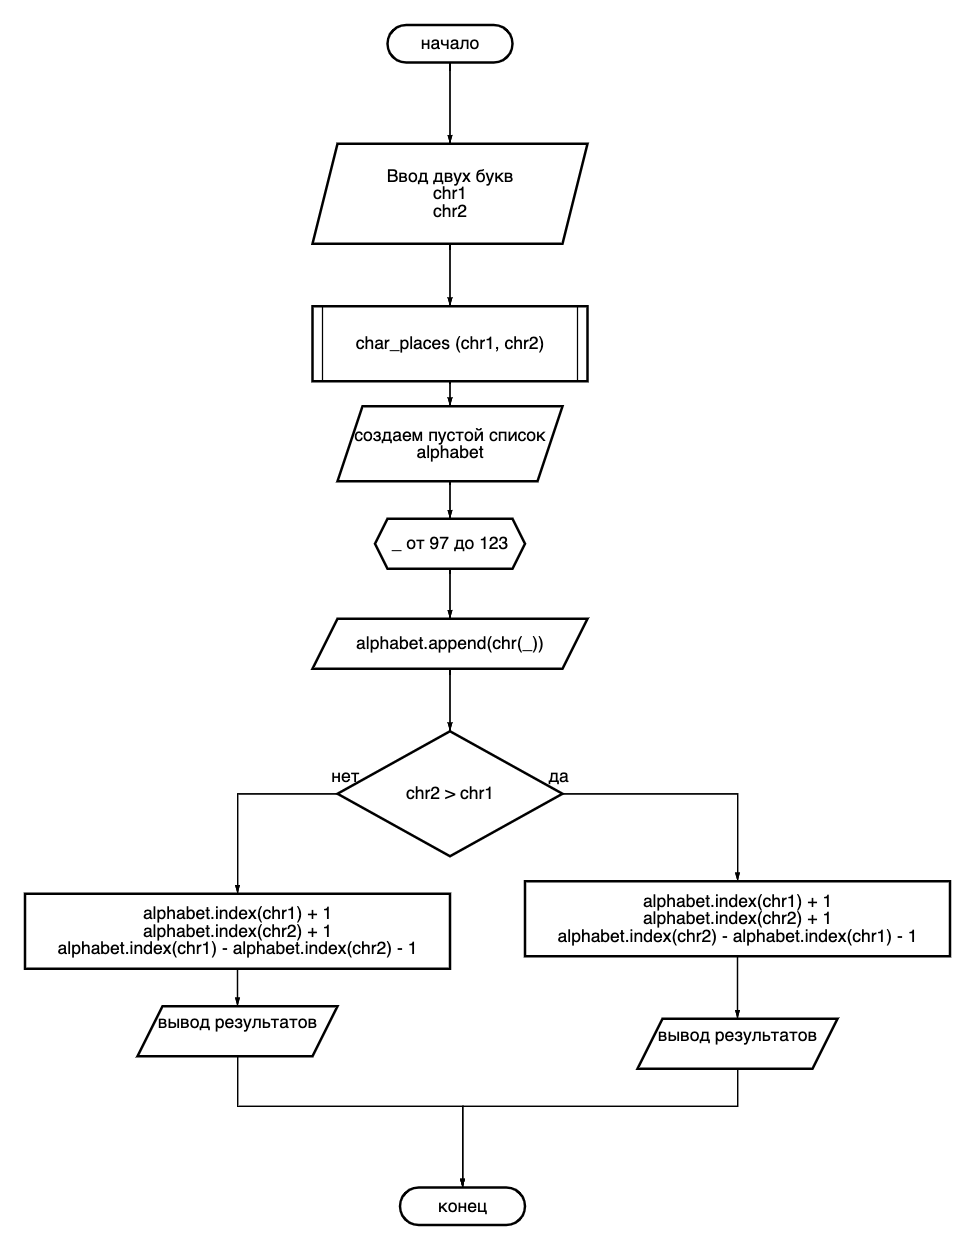 начало
Ввод двух букв
chr1
chr2
char_places (chr1, chr2)
создаем пустой список
alphabet
_ от 97 до 123
alphabet.append(chr(_))
нет
да
chr2 > chr1
alphabet.index(chr1) + 1
alphabet.index(chr2) + 1
alphabet.index(chr1) - alphabet.index(chr2) - 1
alphabet.index(chr1) + 1
alphabet.index(chr2) + 1
alphabet.index(chr2) - alphabet.index(chr1) - 1
вывод результатов
вывод результатов
конец